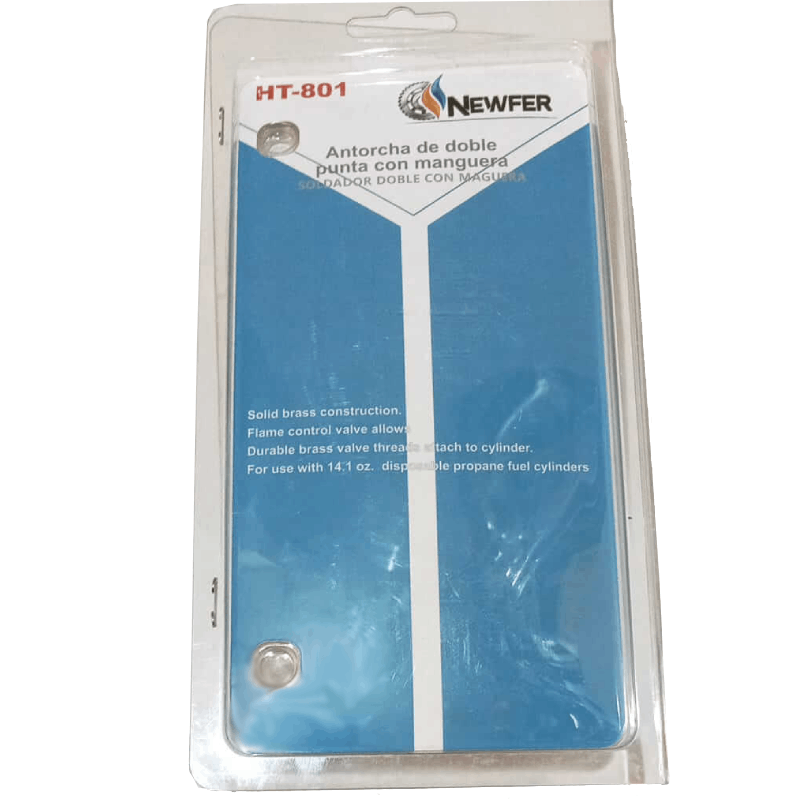 HT-801
NEWFER
Antorcha de doble
punta con manguera
SOLDADOR DOBLE CON MAGUERA
Solid brass construction.
Flame control valve allows
Durable brass valve threads attach to cylinder.
For use with 14.1 oz. disposable propane fuel cylinders